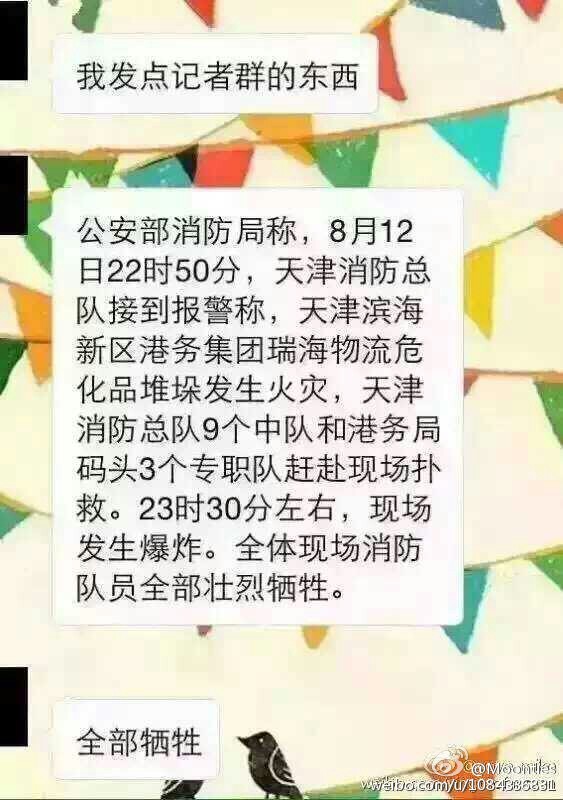 我发点记者群的东西
公安部消防局称，8月12
日22时50分，天津消防总
队接到报警称，天津滨海
新区港务集团瑞海物流危
化品堆垛发生火灾，天津
消防总队9个中队和港务局
码头3个专职队赶赴现场扑
救。23时30分左右，现场
发生爆炸。全体现场消防
队员全部壮烈牺牲。
全部牺牲